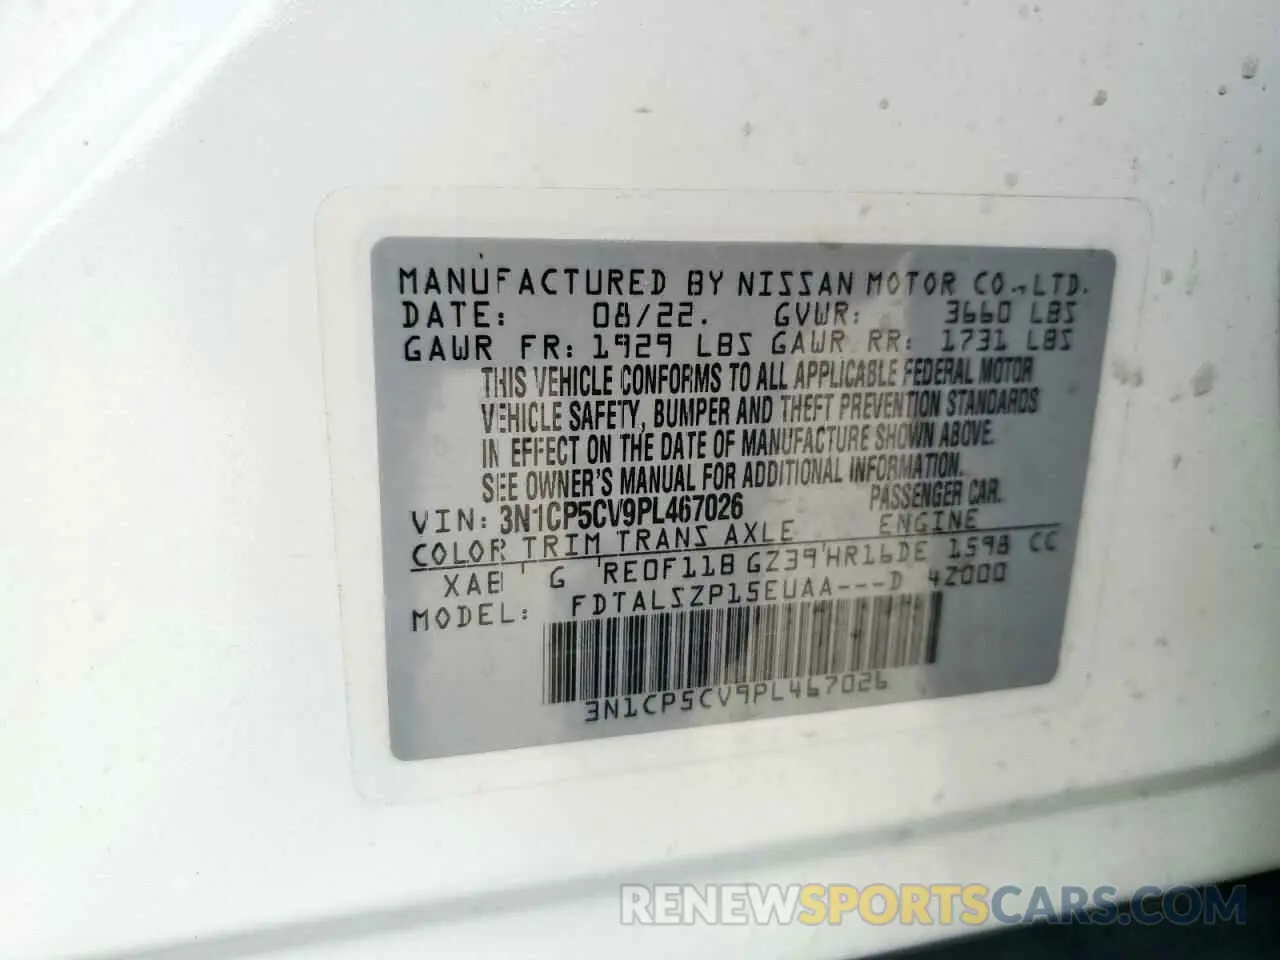 MANUFACTURED BY NISSAN MOTOR CO.,LTD.
DATE: 08/22. GVWR: 3660 LBS
GAWR FR: 1929 LBS GAWR RR: 1731 LBS
THIS VEHICLE CONFORMS TO ALL APPLICABLE FEDERAL MOTOR
VEHICLE SAFETY, BUMPER AND THEFT PREVENTION STANDARDS
IN EFFECT ON THE DATE OF MANUFACTURE SHOWN ABOVE.
SEE OWNER'S MANUAL FOR ADDITIONAL INFORMATION.
VIN: 3N1CP5CV9PL467026 PASSENGER CAR.
COLOR TRIM TRANS AXLE ENGINE
XAB G RE0F11B GZ39 HR16DE 1598 CC
MODEL: FDTALSZP15EUAA---D 42000
3N1CP5CV9PL467026
RENEWSPORTSCARS.COM